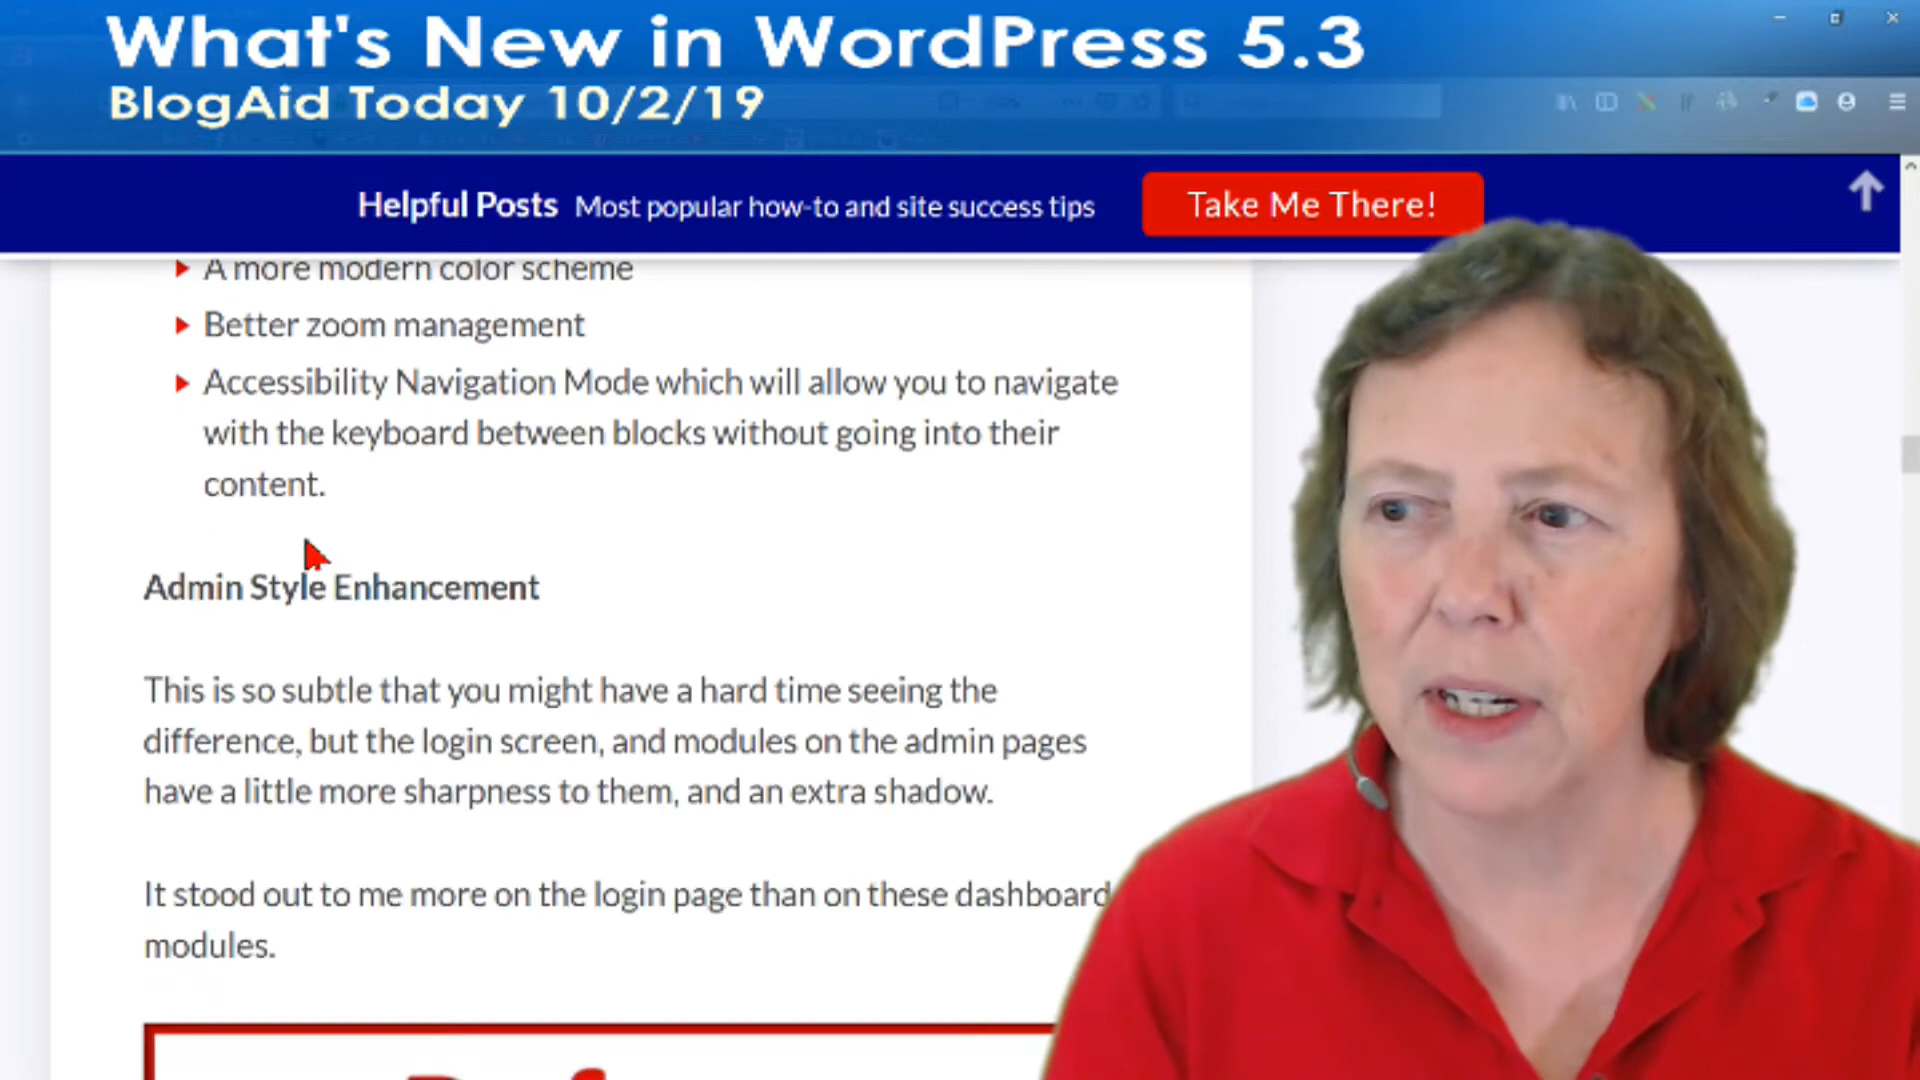 What's New in WordPress 5.3
BlogAid Today 10/2/19
Helpful Posts Most popular how-to and site success tips Take Me There!
A more modern color scheme
Better zoom management
Accessibility Navigation Mode which will allow you to navigate
with the keyboard between blocks without going into their
content.
Admin Style Enhancement
This is so subtle that you might have a hard time seeing the
difference, but the login screen, and modules on the admin pages
have a little more sharpness to them, and an extra shadow.
It stood out to me more on the login page than on these dashboard
modules.